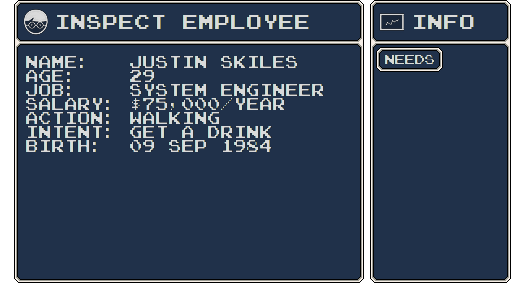 INSPECT EMPLOYEE
NAME: JUSTIN SKILES
AGE: 29
JOB: SYSTEM ENGINEER
SALARY: $75,000/YEAR
ACTION: WALKING
INTENT: GET A DRINK
BIRTH: 09 SEP 1984
INFO
NEEDS